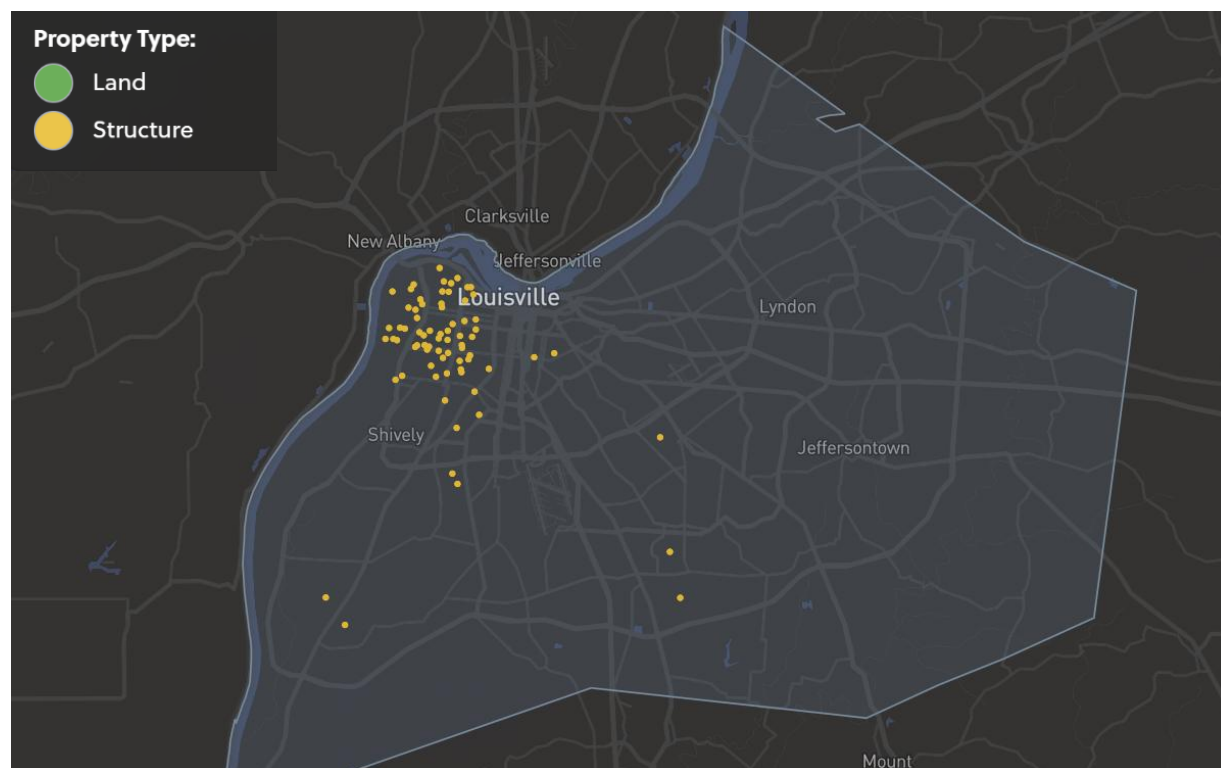 Property Type:
Land
Structure
Clarksville
New Albany
Jeffersonville
Louisville
Lyndon
Shively
Jeffersontown
Mount